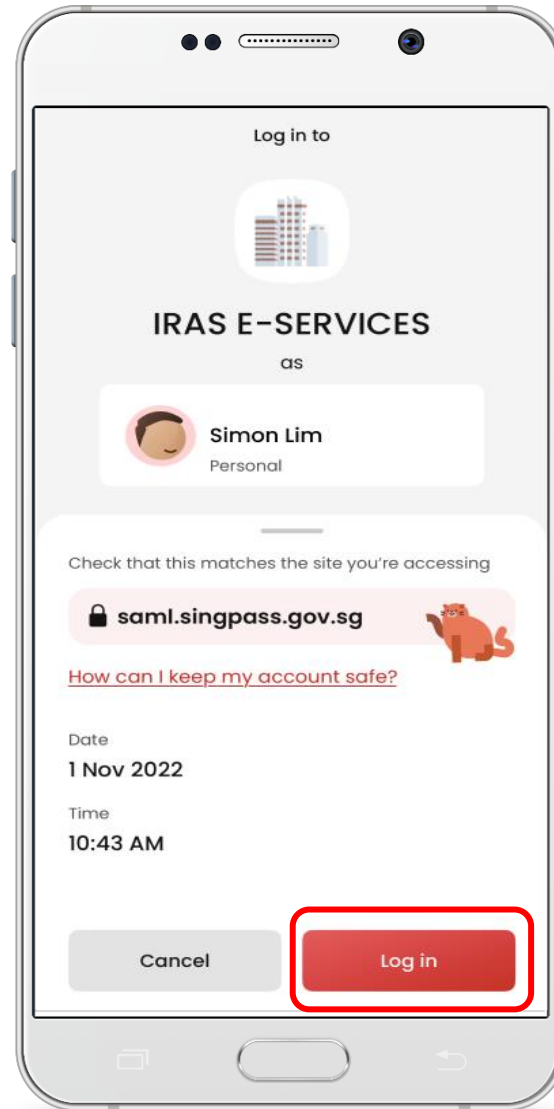 Log in to
IRAS E-SERVICES
as
Simon Lim
Personal
Check that this matches the site you're accessing
saml.singpass.gov.sg
How can I keep my account safe?
Date
1 Nov 2022
Time
10:43 AM
Cancel
Log in